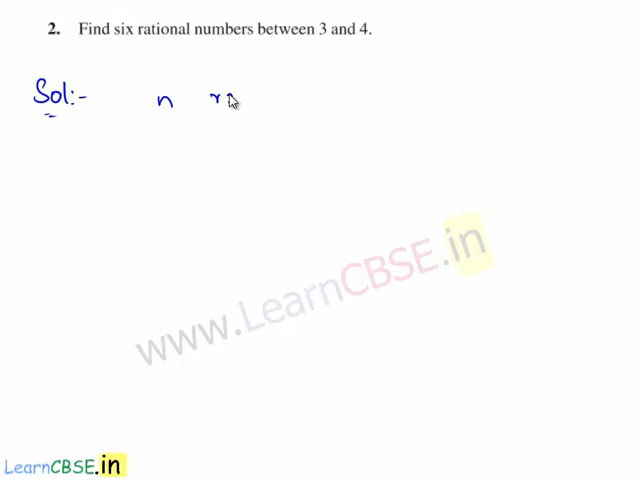 2. Find six rational numbers between 3 and 4.
Sol:- n
www.LearnCBSE.in
LearnCBSE.in